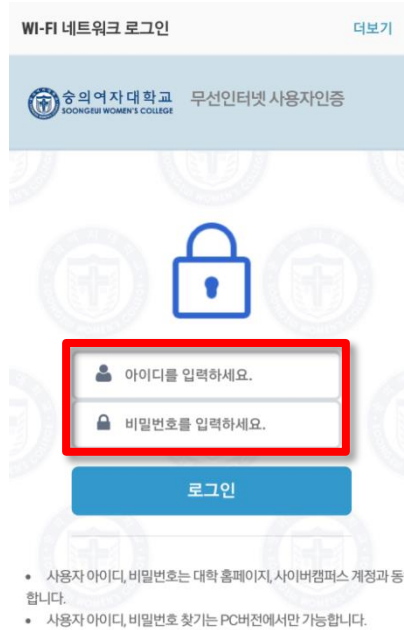 WI-FI 네트워크 로그인 더보기
숭의여자대학교 무선인터넷 사용자인증
SOONGEUI WOMEN'S COLLEGE
아이디를 입력하세요.
비밀번호를 입력하세요.
로그인
• 사용자 아이디, 비밀번호는 대학 홈페이지, 사이버캠퍼스 계정과 동
합니다.
• 사용자 아이디, 비밀번호 찾기는 PC버전에서만 가능합니다.